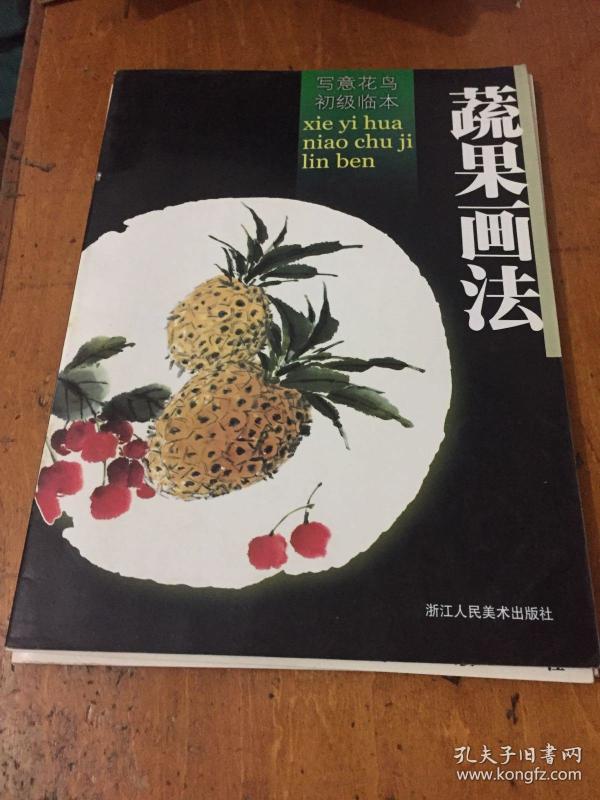 写意花鸟
初级临本
xie yi hua
niao chu ji
lin ben
蔬果画法
浙江人民美术出版社
孔夫子旧書网
www.kongfz.com